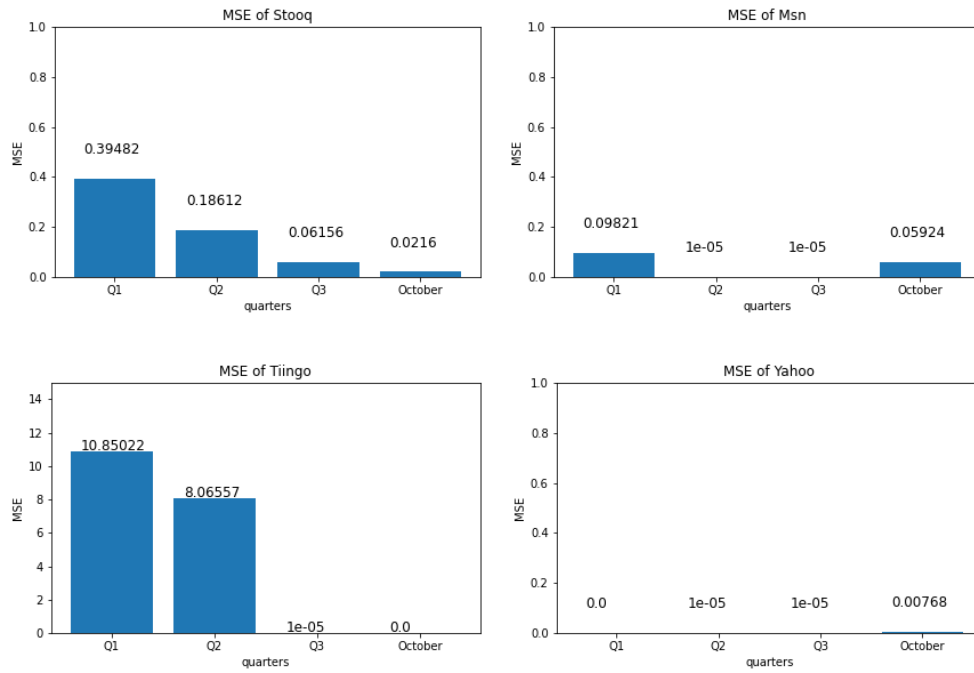 MSE of Stooq
1.0
0.8
0.6
0.4
0.2
0.0
MSE
0.39482
0.18612
0.06156
0.0216
Q1 Q2 Q3 October
quarters
MSE of Msn
1.0
0.8
0.6
0.4
0.2
0.0
MSE
0.09821
1e-05
1e-05
0.05924
Q1 Q2 Q3 October
quarters
MSE of Tiingo
14
12
10
8
6
4
2
0
MSE
10.85022
8.06557
1e-05
0.0
Q1 Q2 Q3 October
quarters
MSE of Yahoo
1.0
0.8
0.6
0.4
0.2
0.0
MSE
0.0
1e-05
1e-05
0.00768
Q1 Q2 Q3 October
quarters